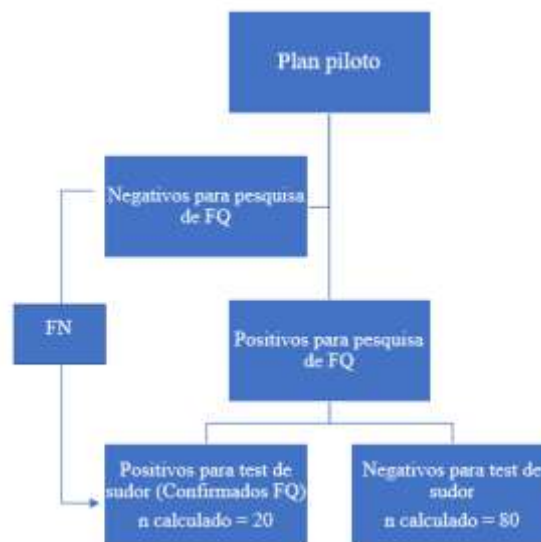 Plan piloto
Negativos para pesquisa
de FQ
FN
Positivos para pesquisa
de FQ
Positivos para test de
sudor (Confirmados FQ)
n calculado = 20
Negativos para test de
sudor
n calculado = 80